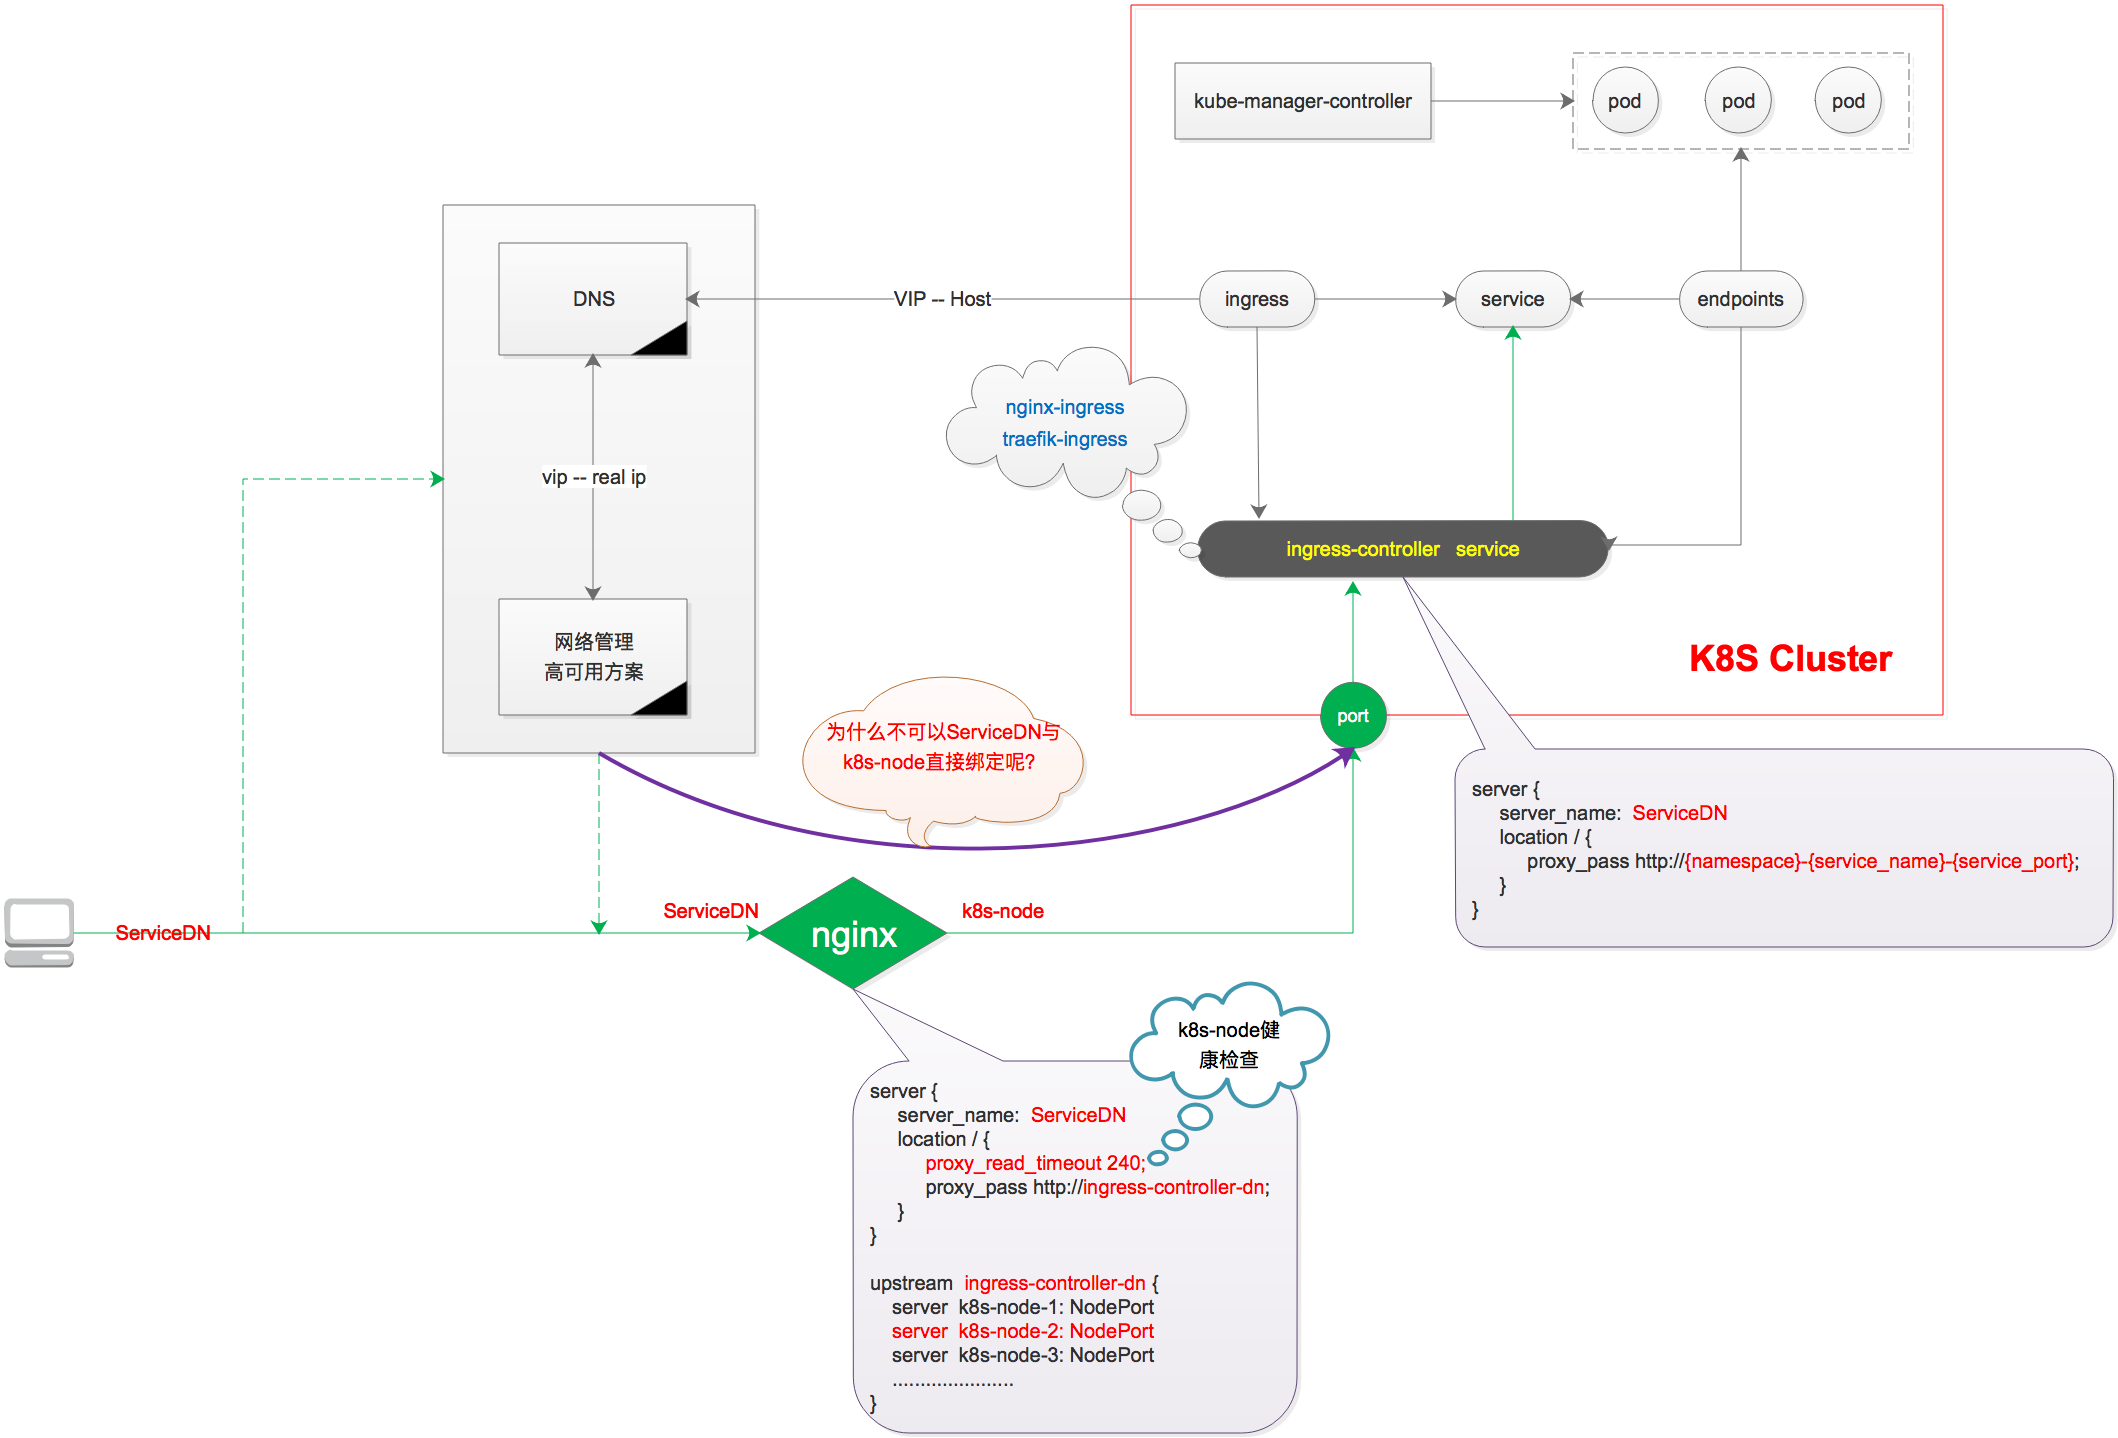 kube-manager-controller
pod
pod
pod
DNS
VIP -- Host
ingress
service
endpoints
nginx-ingress
traefik-ingress
vip -- real ip
ingress-controller service
网络管理
高可用方案
K8S Cluster
port
为什么不可以ServiceDN与
k8s-node直接绑定呢?
server {
server_name: ServiceDN
location / {
proxy_pass http://{namespace}-{service_name}-{service_port};
}
}
ServiceDN
ServiceDN
nginx
k8s-node
k8s-node健
康检查
server {
server_name: ServiceDN
location / {
proxy_read_timeout 240;
proxy_pass http://ingress-controller-dn;
}
}
upstream ingress-controller-dn {
server k8s-node-1: NodePort
server k8s-node-2: NodePort
server k8s-node-3: NodePort
......................
}